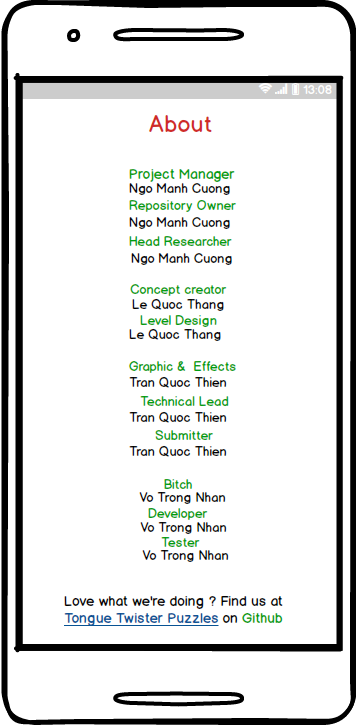 13:08
About
Project Manager
Ngo Manh Cuong
Repository Owner
Ngo Manh Cuong
Head Researcher
Ngo Manh Cuong
Concept creator
Le Quoc Thang
Level Design
Le Quoc Thang
Graphic & Effects
Tran Quoc Thien
Technical Lead
Tran Quoc Thien
Submitter
Tran Quoc Thien
Bitch
Vo Trong Nhan
Developer
Vo Trong Nhan
Tester
Vo Trong Nhan
Love what we're doing ? Find us at
Tongue Twister Puzzles on Github